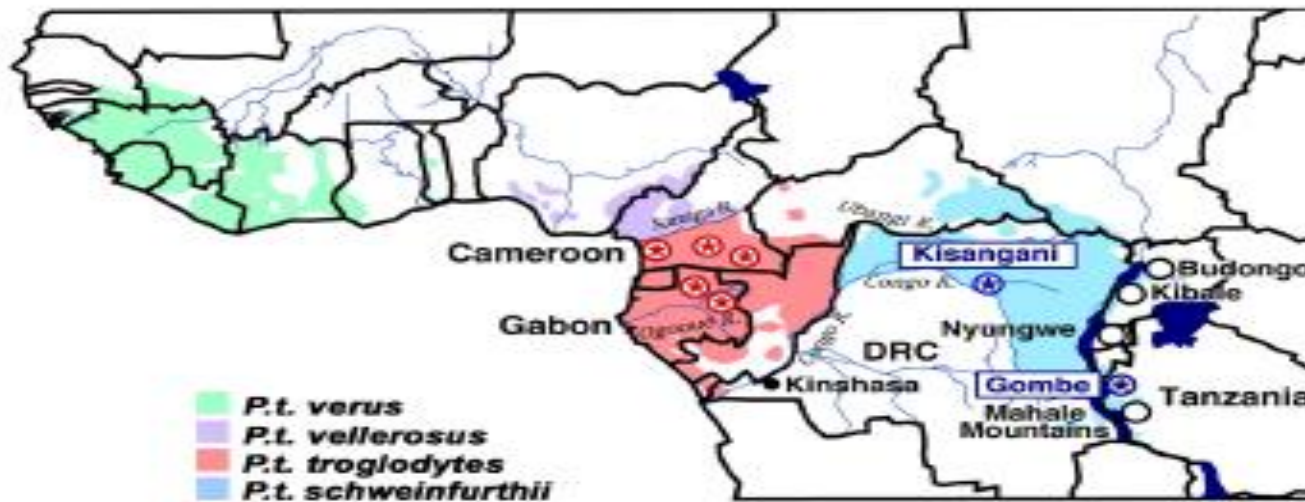 Sanaga R.
Ubangi R.
Cameroon
Kisangani
Budongo
Congo R.
Kibale
Gabon
Ogooué R.
Nyungwe
DRC
Kinshasa
Gombe
Tanzania
Mahale
Mountains
P.t. verus
P.t. vellerosus
P.t. troglodytes
P.t. schweinfurthii